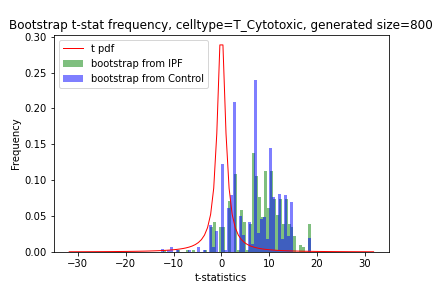 Bootstrap t-stat frequency, celltype=T_Cytotoxic, generated size=800
t pdf
bootstrap from IPF
bootstrap from Control
Frequency
0.30
0.25
0.20
0.15
0.10
0.05
0.00
−30 −20 −10 0 10 20 30
t-statistics